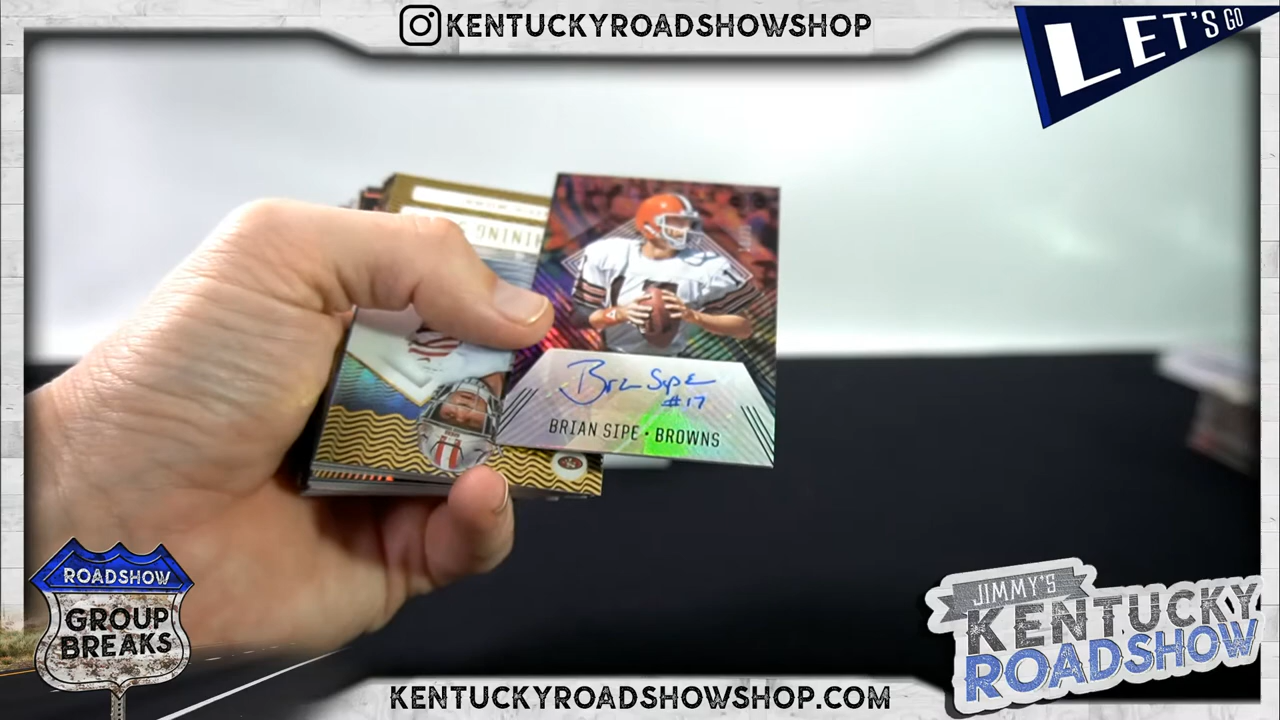 KENTUCKYROADSHOWSHOP
LET'S GO
BRIAN SIPE • BROWNS
Brian Sipe
#17
ROADSHOW
GROUP
BREAKS
JIMMY'S
KENTUCKY
ROADSHOW
KENTUCKYROADSHOWSHOP.COM